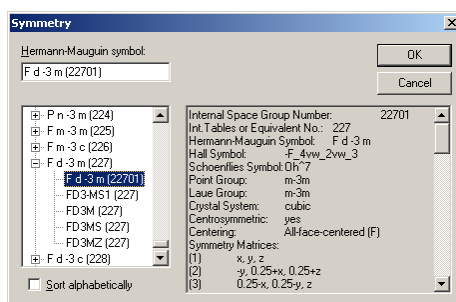 Symmetry
Hermann-Mauguin symbol:
F d -3 m (22701)
OK
Cancel
P n -3 m (224)
F m -3 m (225)
F m -3 c (226)
F d -3 m (227)
F d -3 m (22701)
FD3-MS1 (227)
FD3M (227)
FD3MS (227)
FD3MZ (227)
F d -3 c (228)
Sort alphabetically
Internal Space Group Number: 22701
Int.Tables or Equivalent No.: 227
Hermann-Mauguin Symbol: F d -3 m
Hall Symbol: -F_4vw_2vw_3
Schoenflies Symbol: Oh^7
Point Group: m-3m
Laue Group: m-3m
Crystal System: cubic
Centrosymmetric: yes
Centering: All-face-centered (F)
Symmetry Matrices:
(1) x, y, z
(2) -y, 0.25+x, 0.25+z
(3) 0.25-x, 0.25-y, z